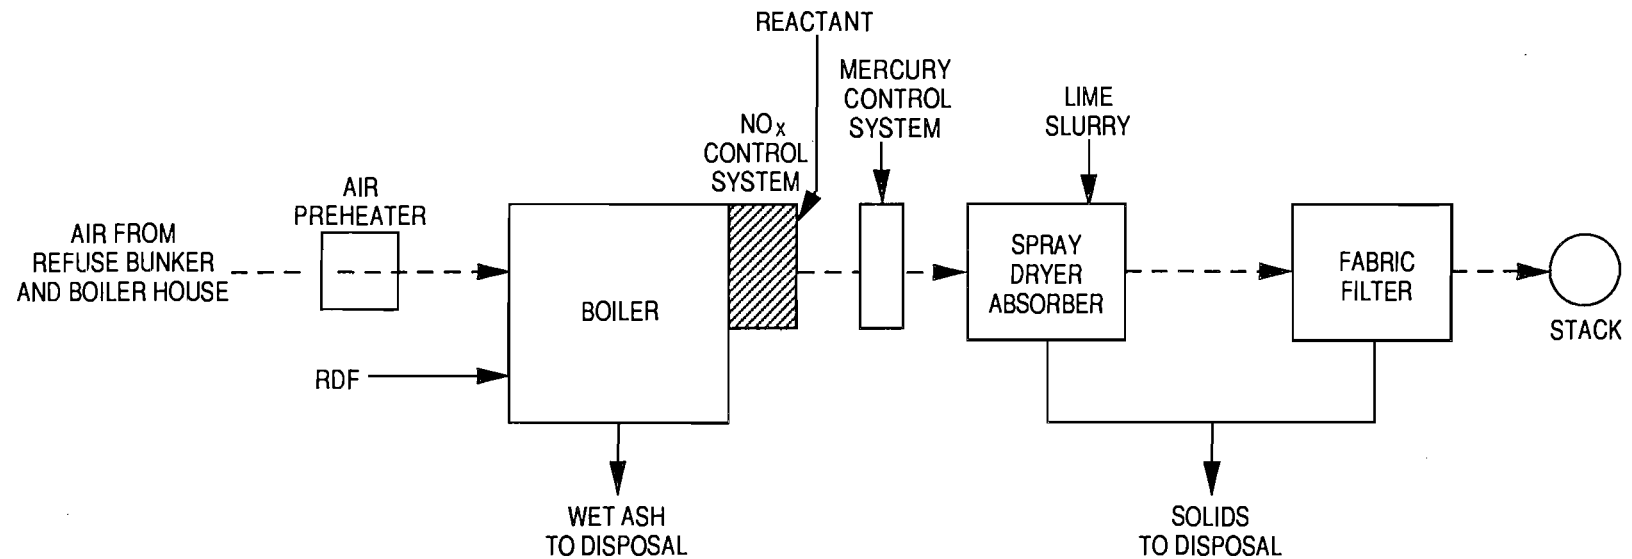 REACTANT
MERCURY
CONTROL
SYSTEM
LIME
SLURRY
NOx
CONTROL
SYSTEM
AIR
PREHEATER
AIR FROM
REFUSE BUNKER
AND BOILER HOUSE
BOILER
SPRAY
DRYER
ABSORBER
FABRIC
FILTER
STACK
RDF
WET ASH
TO DISPOSAL
SOLIDS
TO DISPOSAL